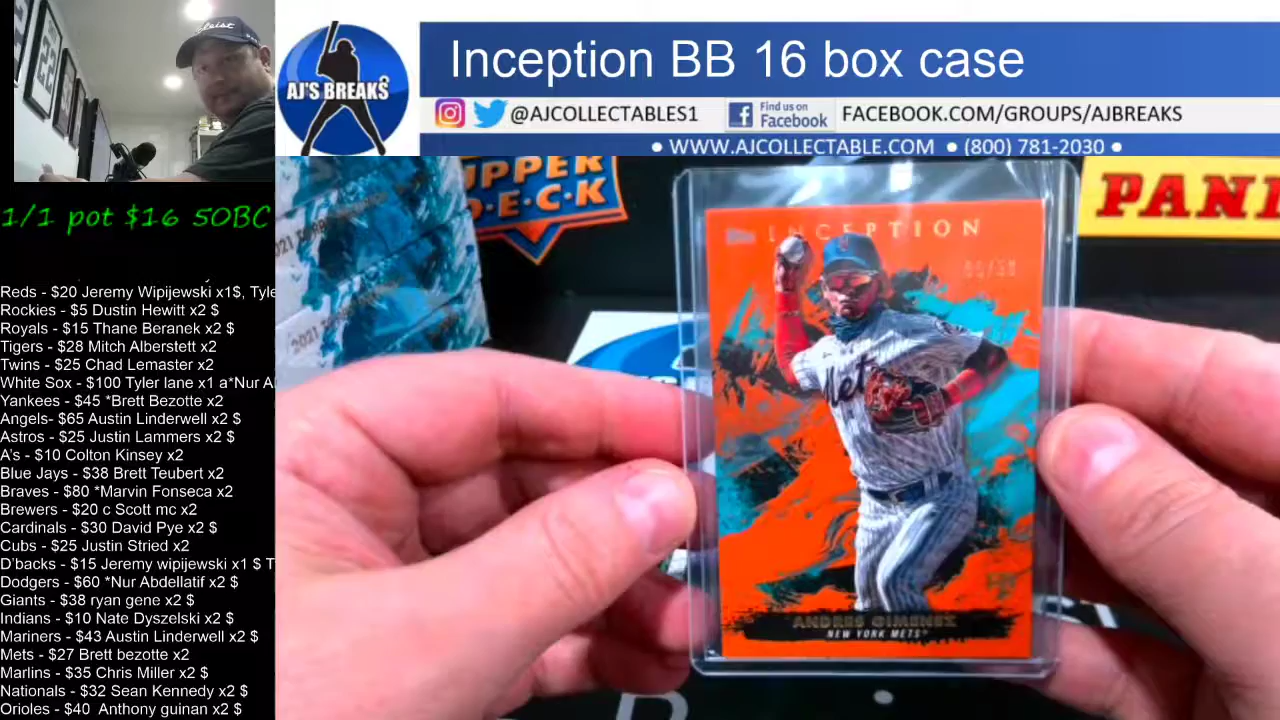 Titleist
AJ'S BREAKS
Inception BB 16 box case
@AJCOLLECTABLES1
Find us on
Facebook
FACEBOOK.COM/GROUPS/AJBREAKS
• WWW.AJCOLLECTABLE.COM • (800) 781-2030 •
1/1 pot $16 SOBC
Reds - $20 Jeremy Wipijewski x1$, Tyle
Rockies - $5 Dustin Hewitt x2 $
Royals - $15 Thane Beranek x2 $
Tigers - $28 Mitch Alberstett x2
Twins - $25 Chad Lemaster x2
White Sox - $100 Tyler lane x1 a*Nur A
Yankees - $45 *Brett Bezotte x2
Angels- $65 Austin Linderwell x2 $
Astros - $25 Justin Lammers x2 $
A's - $10 Colton Kinsey x2
Blue Jays - $38 Brett Teubert x2
Braves - $80 *Marvin Fonseca x2
Brewers - $20 c Scott mc x2
Cardinals - $30 David Pye x2 $
Cubs - $25 Justin Stried x2
D'backs - $15 Jeremy wipijewski x1 $ T
Dodgers - $60 *Nur Abdellatif x2 $
Giants - $38 ryan gene x2 $
Indians - $10 Nate Dyszelski x2 $
Mariners - $43 Austin Linderwell x2 $
Mets - $27 Brett bezotte x2
Marlins - $35 Chris Miller x2 $
Nationals - $32 Sean Kennedy x2 $
Orioles - $40 Anthony guinan x2 $
UPPER
D·E·C·K
PANI
INCEPTION
Mets
ANDRES GIMENEZ
NEW YORK METS